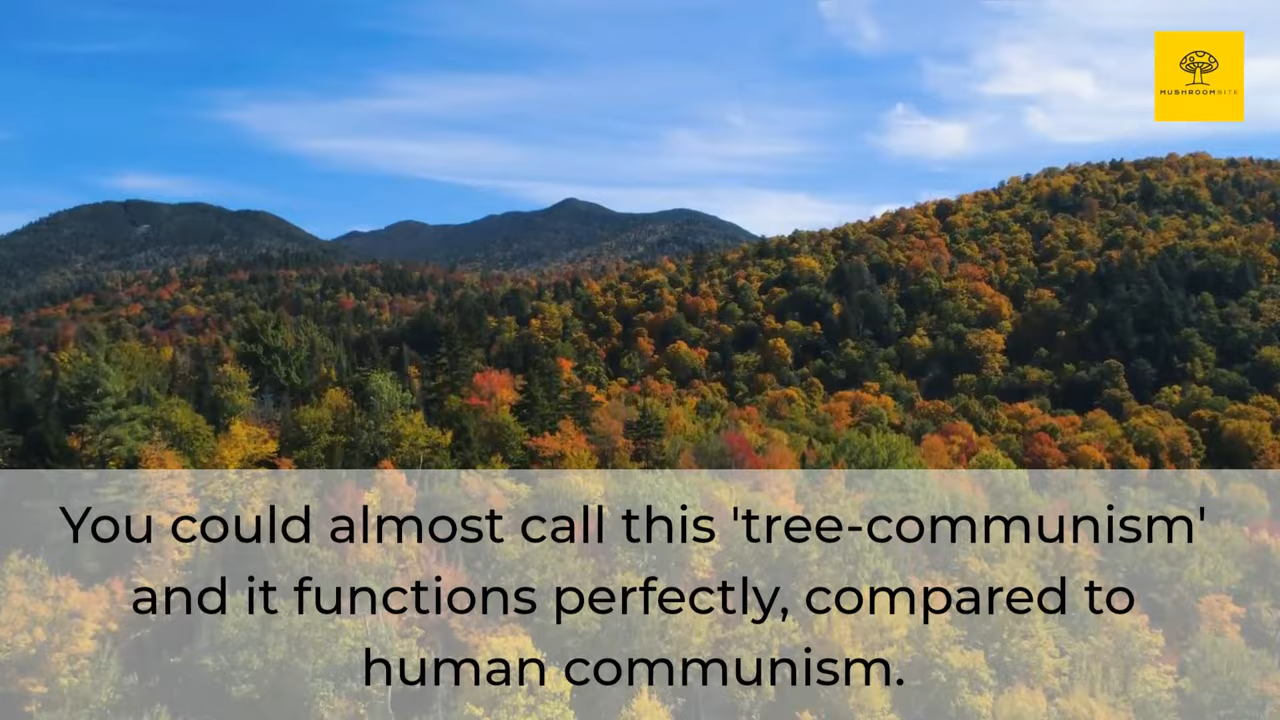 MUSHROOMSITE
You could almost call this 'tree-communism'
and it functions perfectly, compared to
human communism.